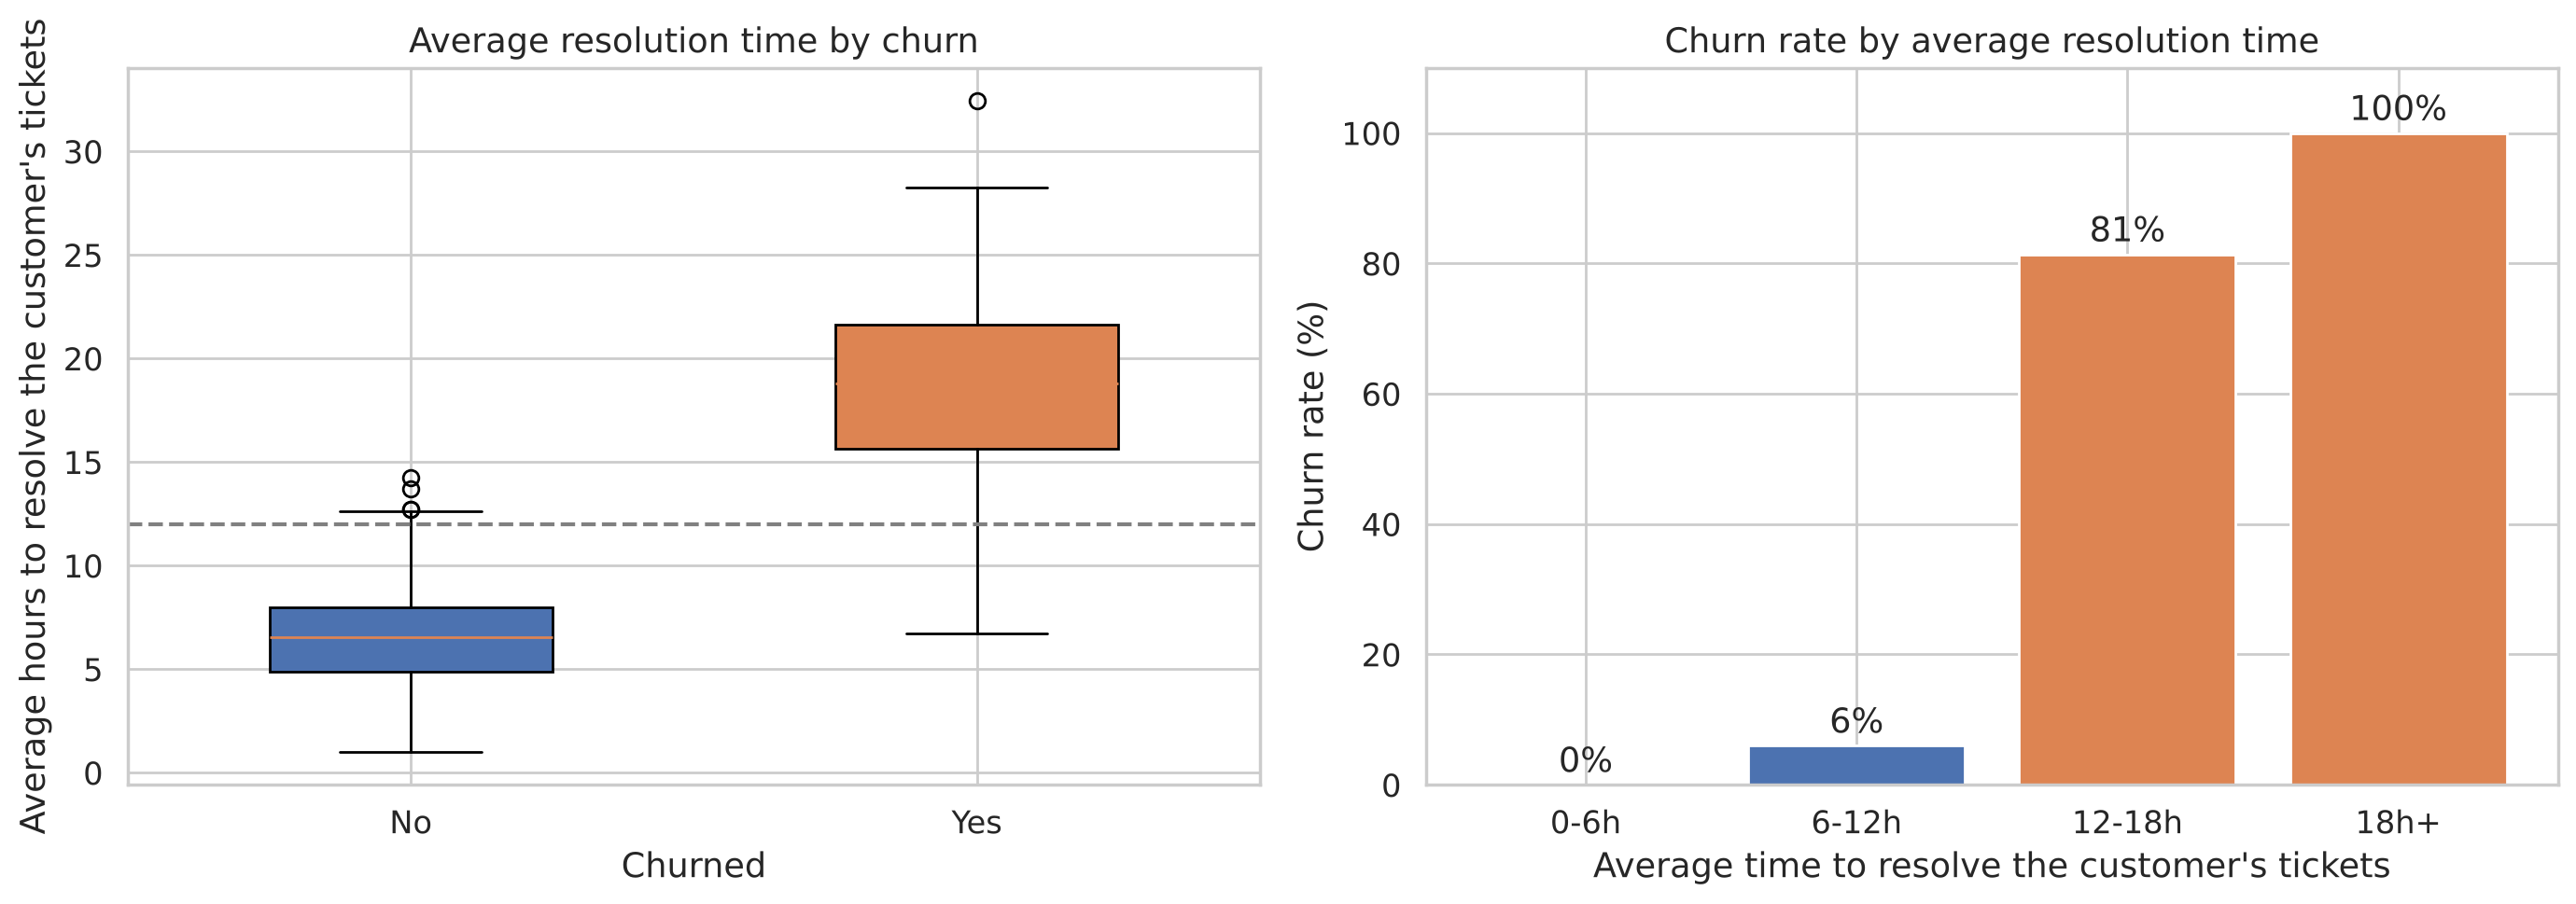 Average resolution time by churn
Average hours to resolve the customer's tickets
30
25
20
15
10
5
0
No
Yes
Churned
Churn rate by average resolution time
Churn rate (%)
100
80
60
40
20
0
0%
6%
81%
100%
0-6h
6-12h
12-18h
18h+
Average time to resolve the customer's tickets